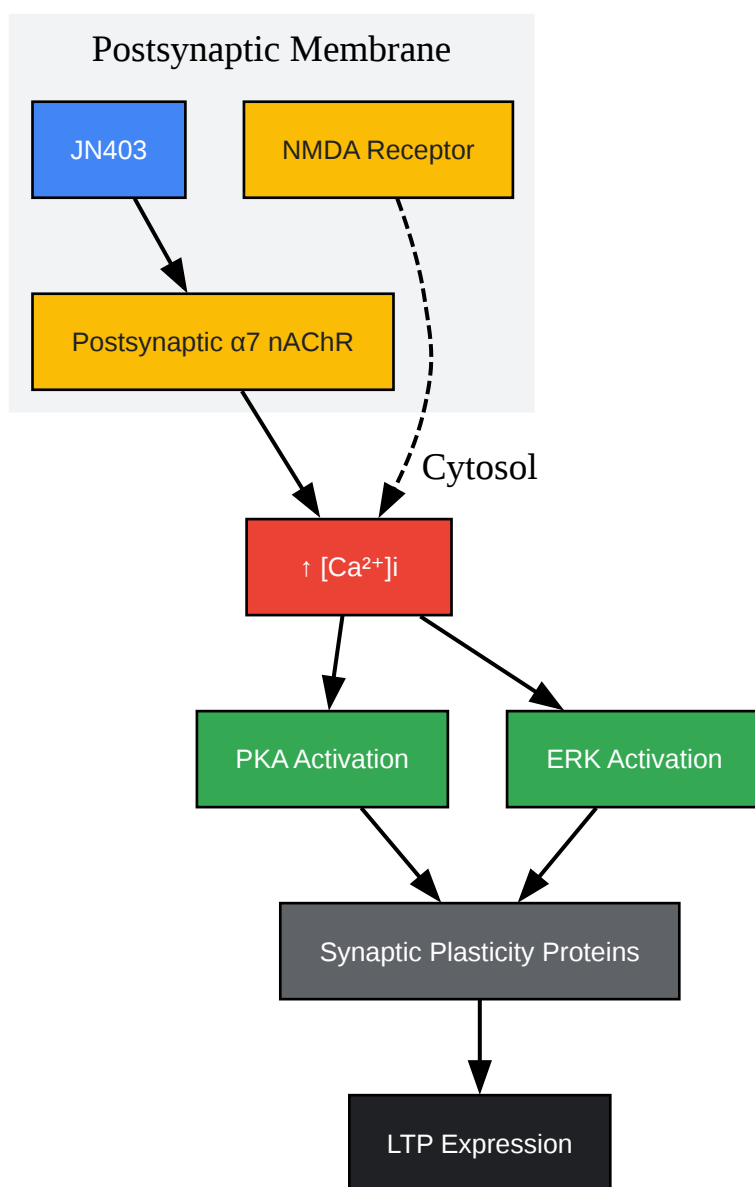 Postsynaptic Membrane
JN403
NMDA Receptor
Postsynaptic α7 nAChR
Cytosol
↑ [Ca²⁺]i
PKA Activation
ERK Activation
Synaptic Plasticity Proteins
LTP Expression